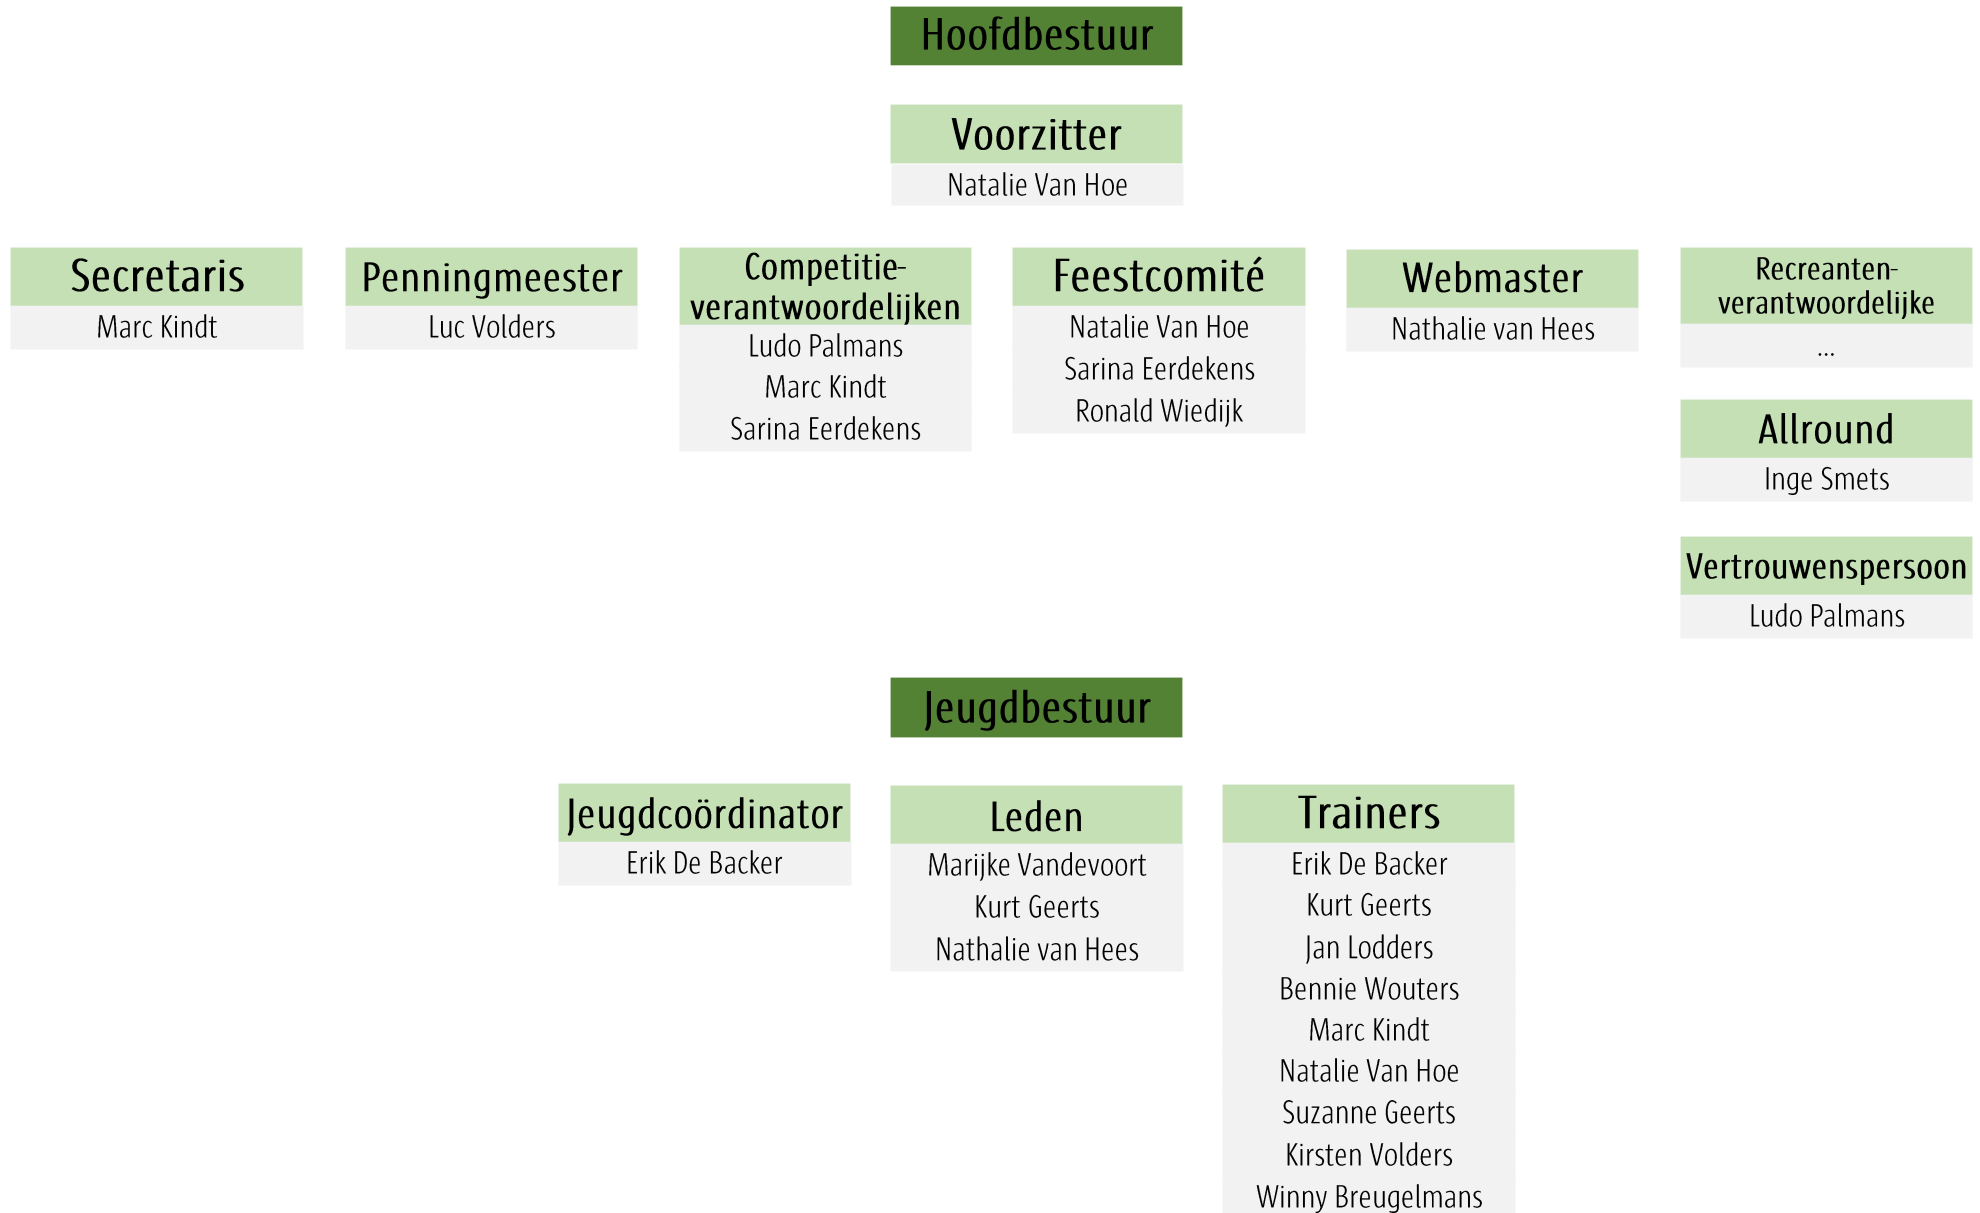 Hoofdbestuur
Voorzitter
Natalie Van Hoe
Secretaris
Marc Kindt
Penningmeester
Luc Volders
Competitie-
verantwoordelijken
Ludo Palmans
Marc Kindt
Sarina Eerdekens
Feestcomité
Natalie Van Hoe
Sarina Eerdekens
Ronald Wiedijk
Webmaster
Nathalie van Hees
Recreanten-
verantwoordelijke
...
Allround
Inge Smets
Vertrouwenspersoon
Ludo Palmans
Jeugdbestuur
Jeugdcoördinator
Erik De Backer
Leden
Marijke Vandevoort
Kurt Geerts
Nathalie van Hees
Trainers
Erik De Backer
Kurt Geerts
Jan Lodders
Bennie Wouters
Marc Kindt
Natalie Van Hoe
Suzanne Geerts
Kirsten Volders
Winny Breugelmans